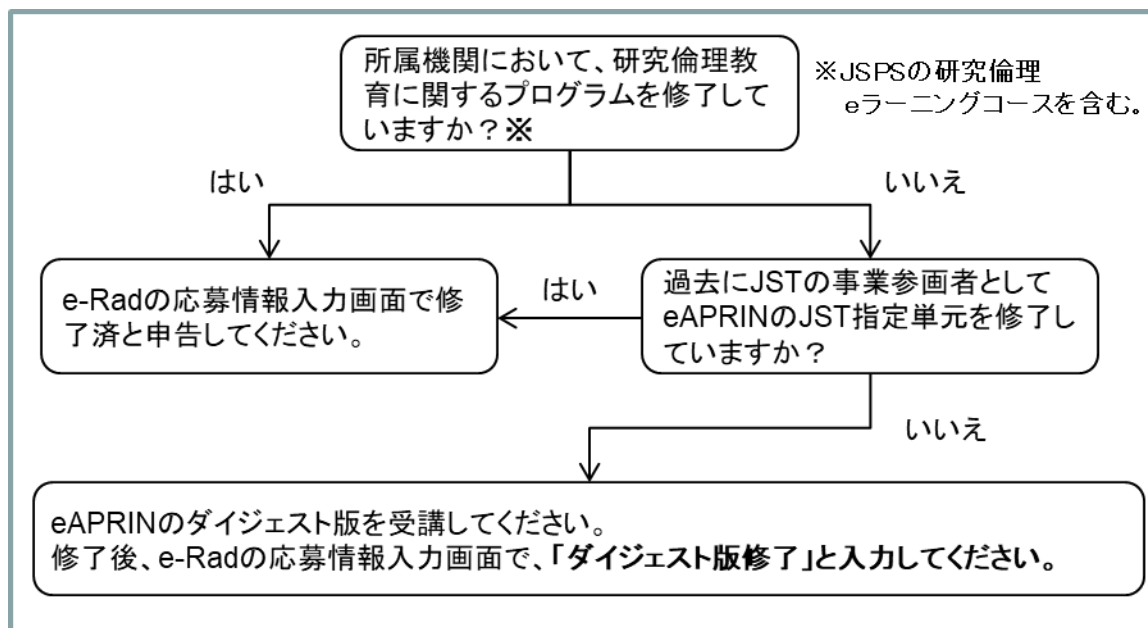 所属機関において、研究倫理教
育に関するプログラムを修了して
いますか？※
※JSPSの研究倫理
eラーニングコースを含む。
はい
いいえ
e-Radの応募情報入力画面で修
了済と申告してください。
はい
過去にJSTの事業参画者として
eAPRINのJST指定単元を修了し
ていますか？
いいえ
eAPRINのダイジェスト版を受講してください。
修了後、e-Radの応募情報入力画面で、「ダイジェスト版修了」と入力してください。